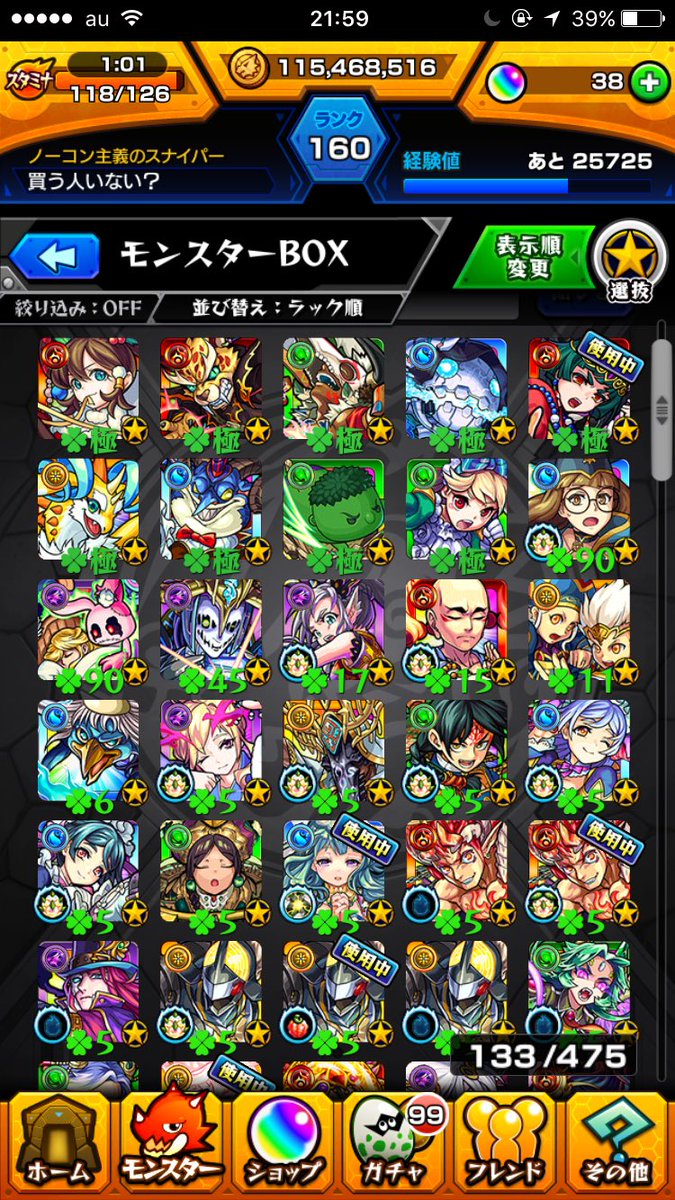 au 21:59 39%
スタミナ 1:01 115,468,516 38
118/126
ランク
160
ノーコン主義のスナイパー
買う人いない?
経験値 あと 25725
モンスターBOX 表示順変更 選抜
絞り込み:OFF 並び替え:ラック順
極 極 極 極 極 使用中
極 極 極 極 90
90 45 17 15 11
6 5 5 5 5
5 5 5 使用中 5 5 使用中
5 5 5 使用中 5 5
133/475
使用中
99
ホーム モンスター ショップ ガチャ フレンド その他